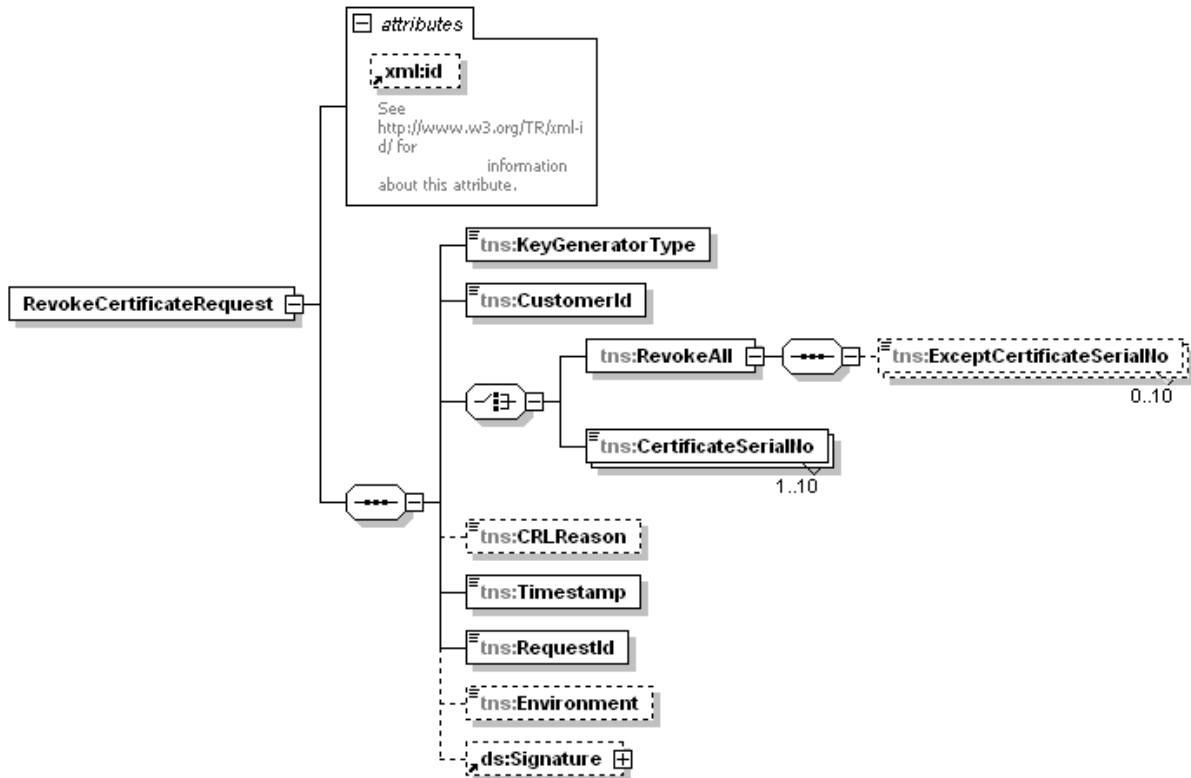 attributes
xml:id
See
http://www.w3.org/TR/xml-i
d/ for
information
about this attribute.
tns:KeyGeneratorType
tns:CustomerId
RevokeCertificateRequest
tns:RevokeAll
tns:ExceptCertificateSerialNo
0..10
tns:CertificateSerialNo
1..10
tns:CRLReason
tns:Timestamp
tns:RequestId
tns:Environment
ds:Signature